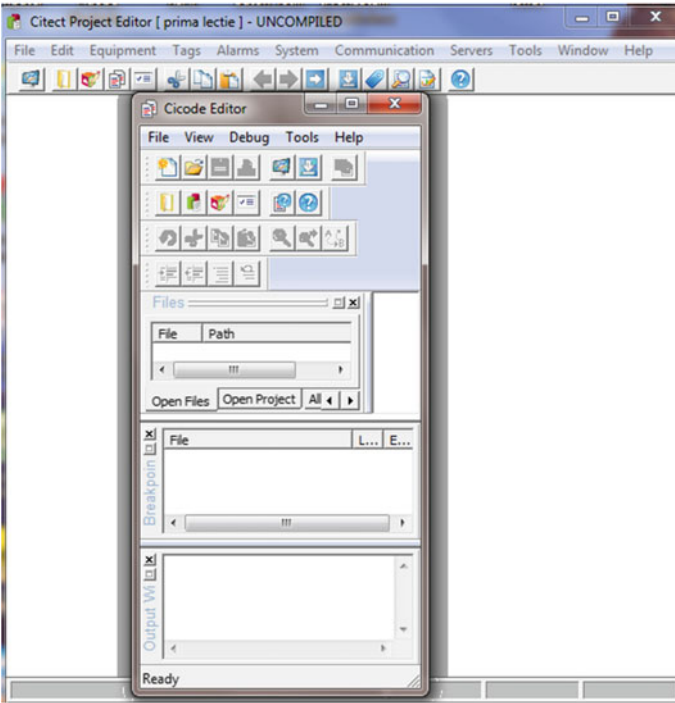 Citect Project Editor [ prima lectie ] - UNCOMPILED
File Edit Equipment Tags Alarms System Communication Servers Tools Window Help
Cicode Editor
File View Debug Tools Help
Files
File Path
Open Files Open Project All
Breakpoin
File L... E...
Output Wi
Ready